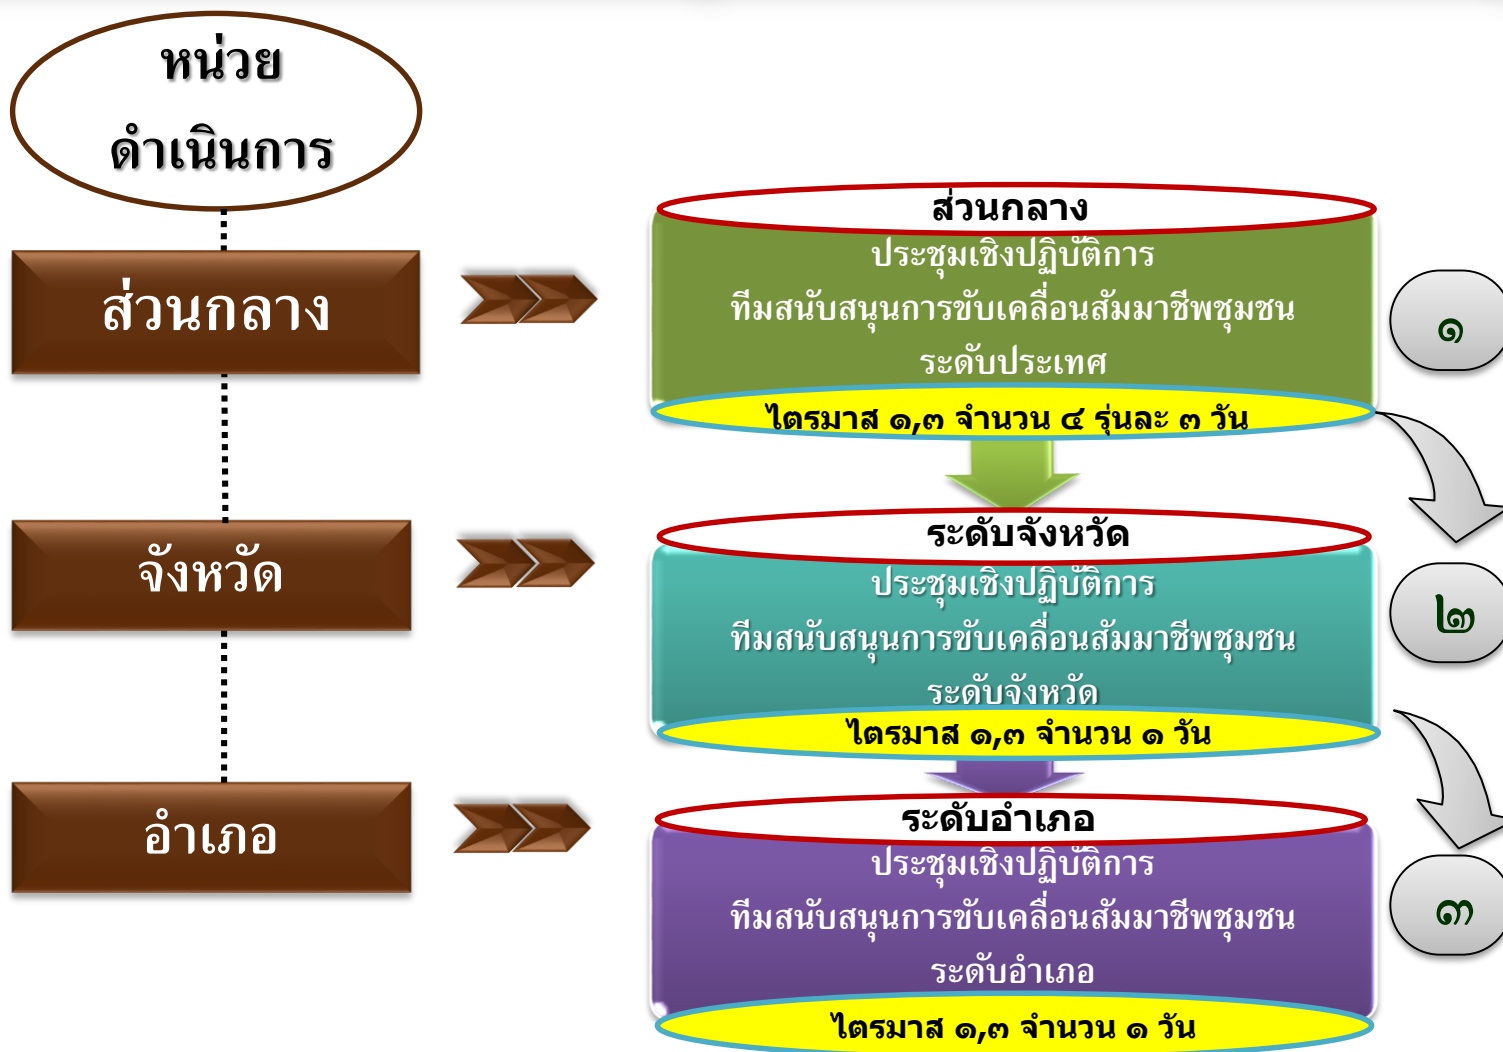 หน่วย
ดำเนินการ
ส่วนกลาง
ส่วนกลาง
ประชุมเชิงปฏิบัติการ
ทีมสนับสนุนการขับเคลื่อนสัมมาชีพชุมชน
ระดับประเทศ
ไตรมาส ๑,๓ จำนวน ๔ รุ่นละ ๓ วัน
๑
จังหวัด
ระดับจังหวัด
ประชุมเชิงปฏิบัติการ
ทีมสนับสนุนการขับเคลื่อนสัมมาชีพชุมชน
ระดับจังหวัด
ไตรมาส ๑,๓ จำนวน ๑ วัน
๒
อำเภอ
ระดับอำเภอ
ประชุมเชิงปฏิบัติการ
ทีมสนับสนุนการขับเคลื่อนสัมมาชีพชุมชน
ระดับอำเภอ
ไตรมาส ๑,๓ จำนวน ๑ วัน
๓